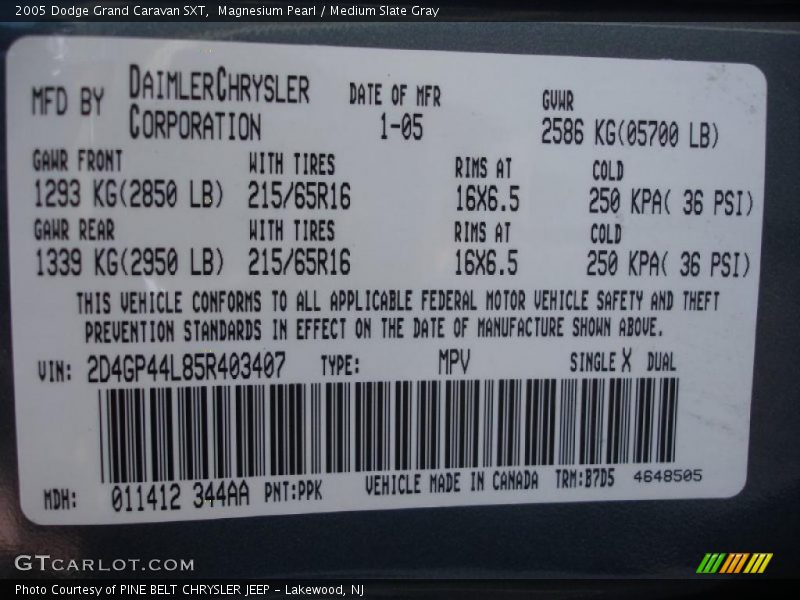 2005 Dodge Grand Caravan SXT,  Magnesium Pearl / Medium Slate Gray
MFD BY DAIMLERCHRYSLER CORPORATION DATE OF MFR 1-05 GVWR 2586 KG(05700 LB)
GAWR FRONT WITH TIRES RIMS AT COLD
1293 KG(2850 LB) 215/65R16 16X6.5 250 KPA( 36 PSI)
GAWR REAR WITH TIRES RIMS AT COLD
1339 KG(2950 LB) 215/65R16 16X6.5 250 KPA( 36 PSI)
THIS VEHICLE CONFORMS TO ALL APPLICABLE FEDERAL MOTOR VEHICLE SAFETY AND THEFT
PREVENTION STANDARDS IN EFFECT ON THE DATE OF MANUFACTURE SHOWN ABOVE.
VIN: 2D4GP44L85R403407 TYPE: MPV SINGLE X DUAL
MDH: 011412 344AA PNT:PPK VEHICLE MADE IN CANADA TRM:B7D5 4648505
GTCARLOT.COM
Photo Courtesy of PINE BELT CHRYSLER JEEP - Lakewood, NJ